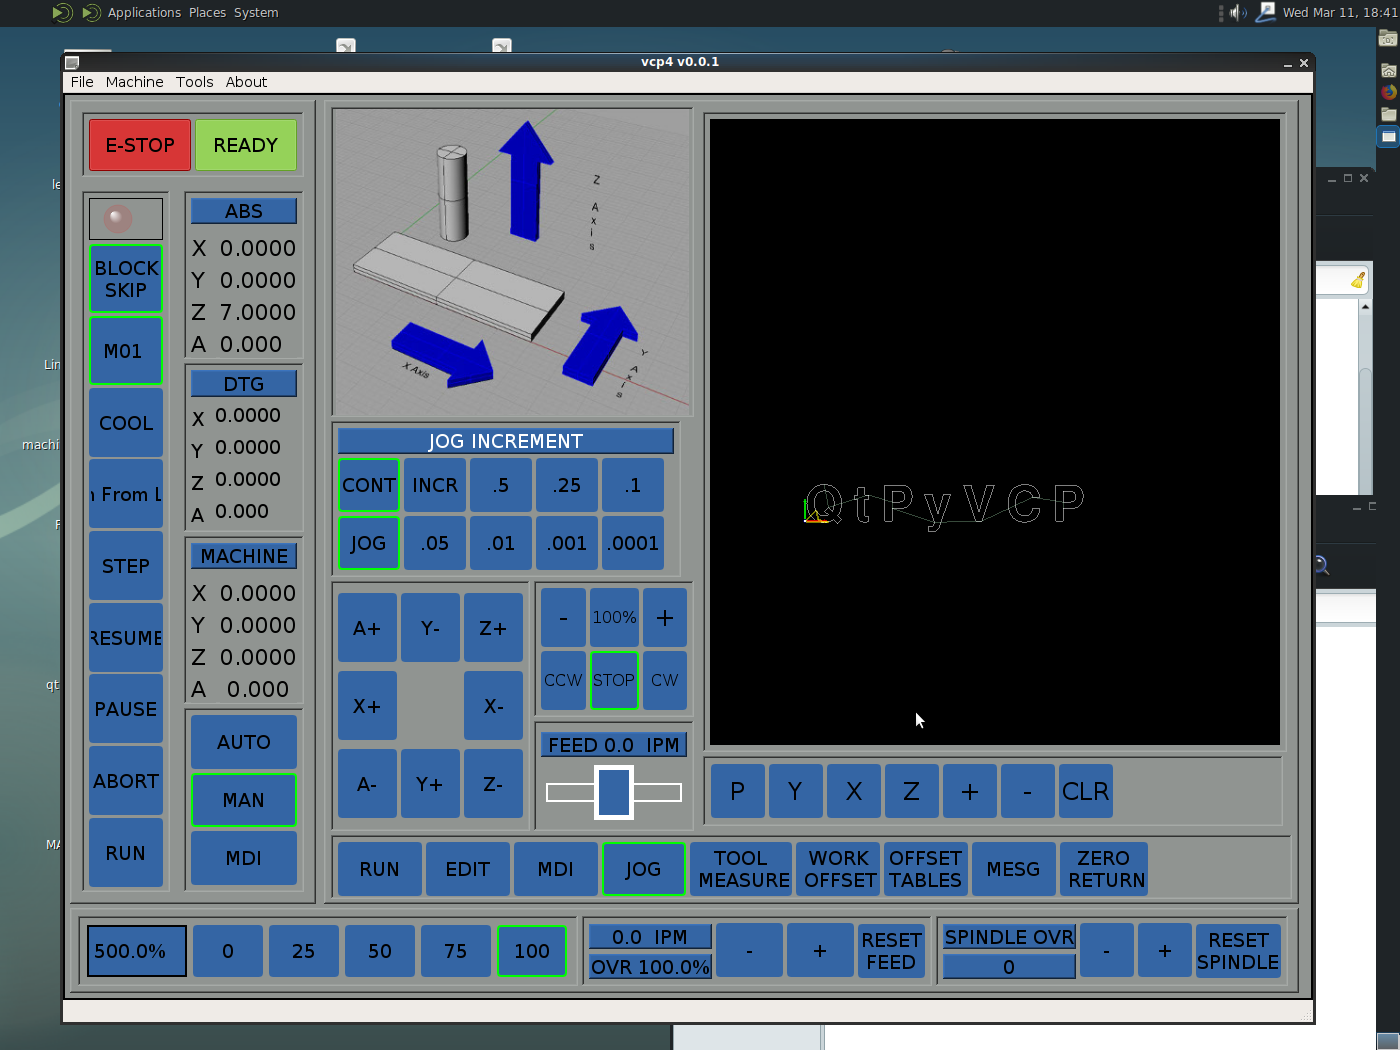 Applications Places System
Wed Mar 11, 18:41
vcp4 v0.0.1
File Machine Tools About
E-STOP READY
BLOCK SKIP
M01
COOL
From
STEP
RESUME
PAUSE
ABORT
RUN
ABS
X 0.0000
Y 0.0000
Z 7.0000
A 0.000
DTG
X 0.0000
Y 0.0000
Z 0.0000
A 0.000
MACHINE
X 0.0000
Y 0.0000
Z 0.0000
A 0.000
AUTO
MAN
MDI
Z Axis
X Axis
Y Axis
JOG INCREMENT
CONT INCR .5 .25 .1
JOG .05 .01 .001 .0001
A+ Y- Z+
X+ X-
A- Y+ Z-
- 100% +
CCW STOP CW
FEED 0.0 IPM
QtPyVCP
P Y X Z + - CLR
RUN EDIT MDI JOG TOOL MEASURE WORK OFFSET OFFSET TABLES MESG ZERO RETURN
500.0% 0 25 50 75 100
0.0 IPM
OVR 100.0%
- + RESET FEED
SPINDLE OVR
0
- + RESET SPINDLE